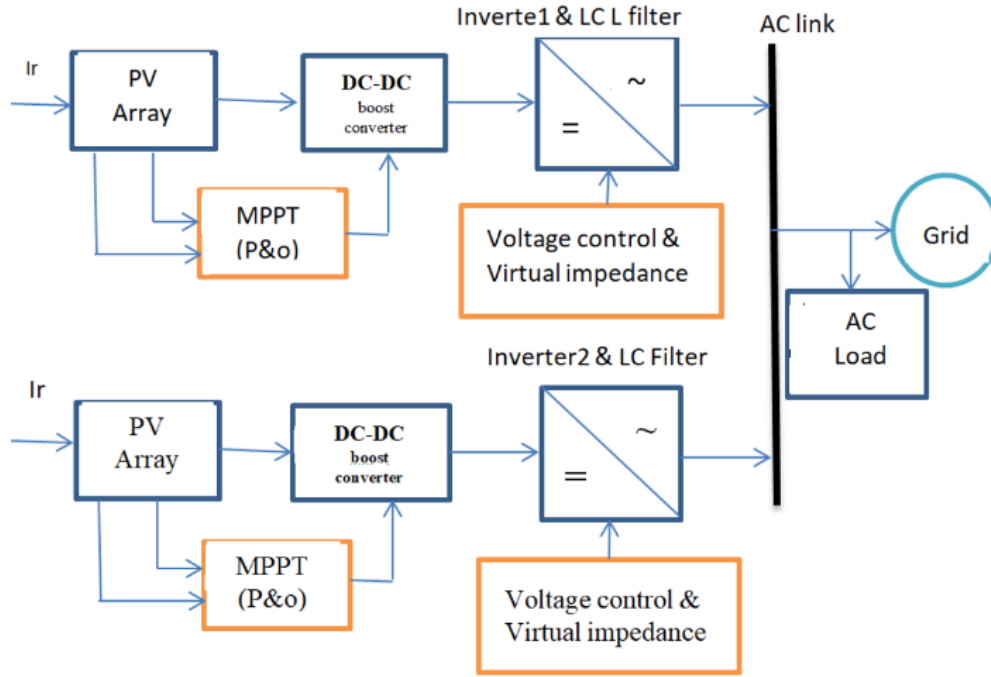 Inverte1 & LC L filter
AC link
Ir
PV
Array
DC-DC
boost
converter
~
=
MPPT
(P&o)
Voltage control &
Virtual impedance
Grid
AC
Load
Inverter2 & LC Filter
Ir
PV
Array
DC-DC
boost
converter
~
=
MPPT
(P&o)
Voltage control &
Virtual impedance